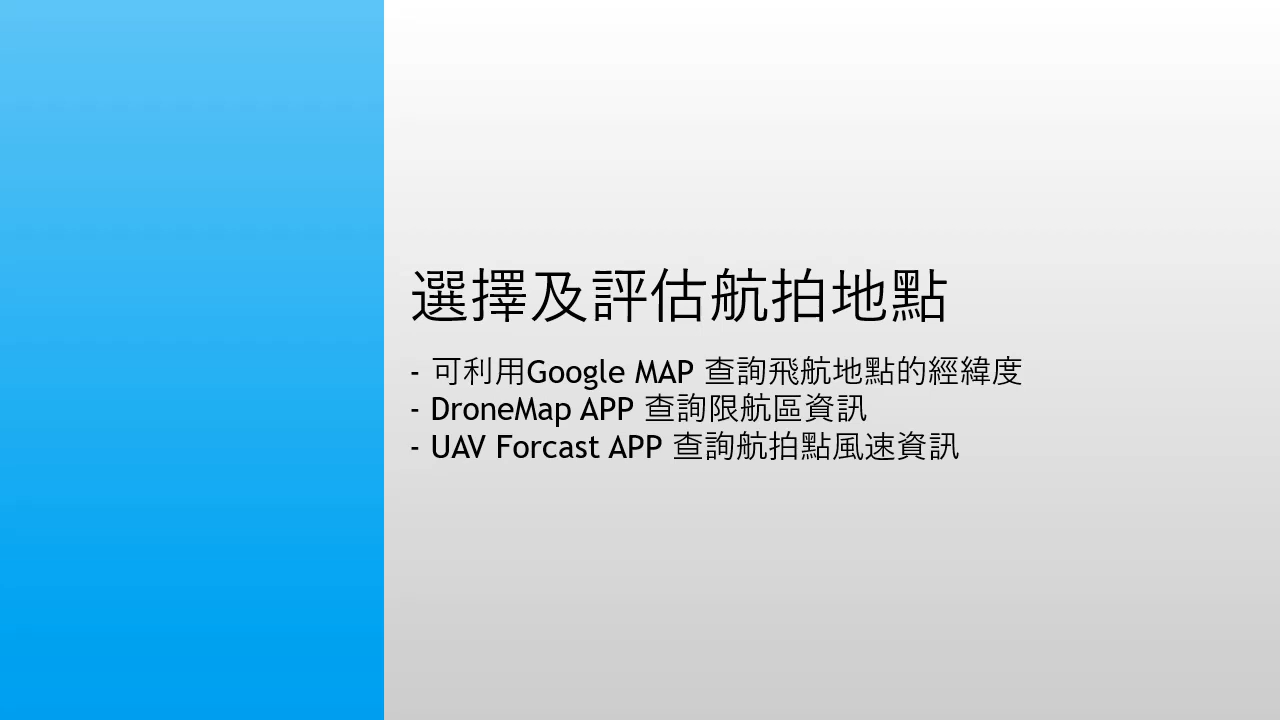 選擇及評估航拍地點
- 可利用Google MAP 查詢飛航地點的經緯度
- DroneMap APP 查詢限航區資訊
- UAV Forcast APP 查詢航拍點風速資訊